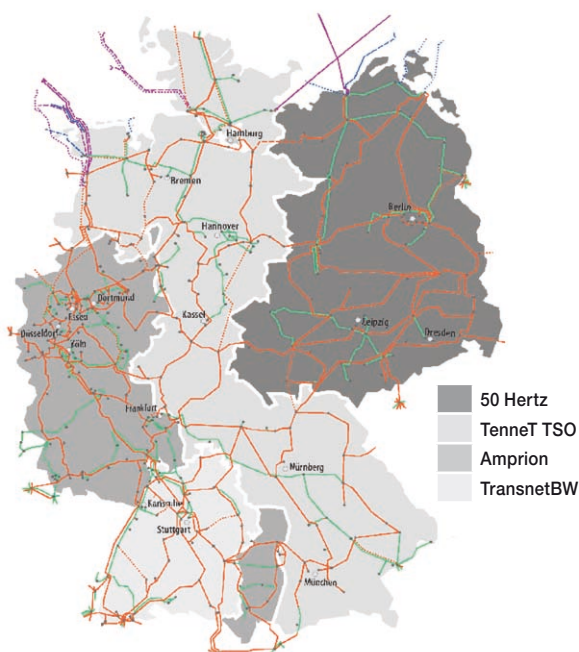 Hamburg
Bremen
Berlin
Hannover
Dortmund
Essen
Düsseldorf
Kassel
Leipzig
Dresden
Köln
Frankfurt
50 Hertz
TenneT TSO
Amprion
TransnetBW
Nürnberg
Karlsruhe
Stuttgart
München